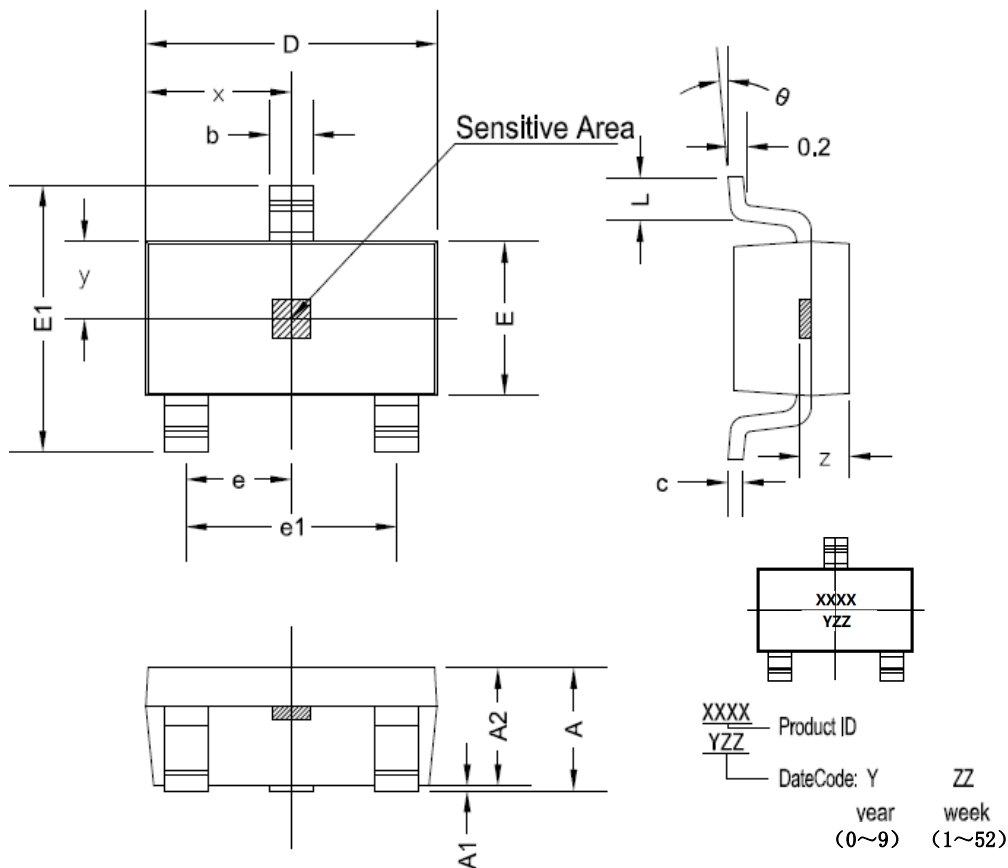 D
x
b
Sensitive Area
θ
0.2
L
y
E1
E
e
e1
z
c
XXXX
YZZ
A2
A
A1
XXXX
Product ID
YZZ
DateCode: Y ZZ
year week
(0~9) (1~52)